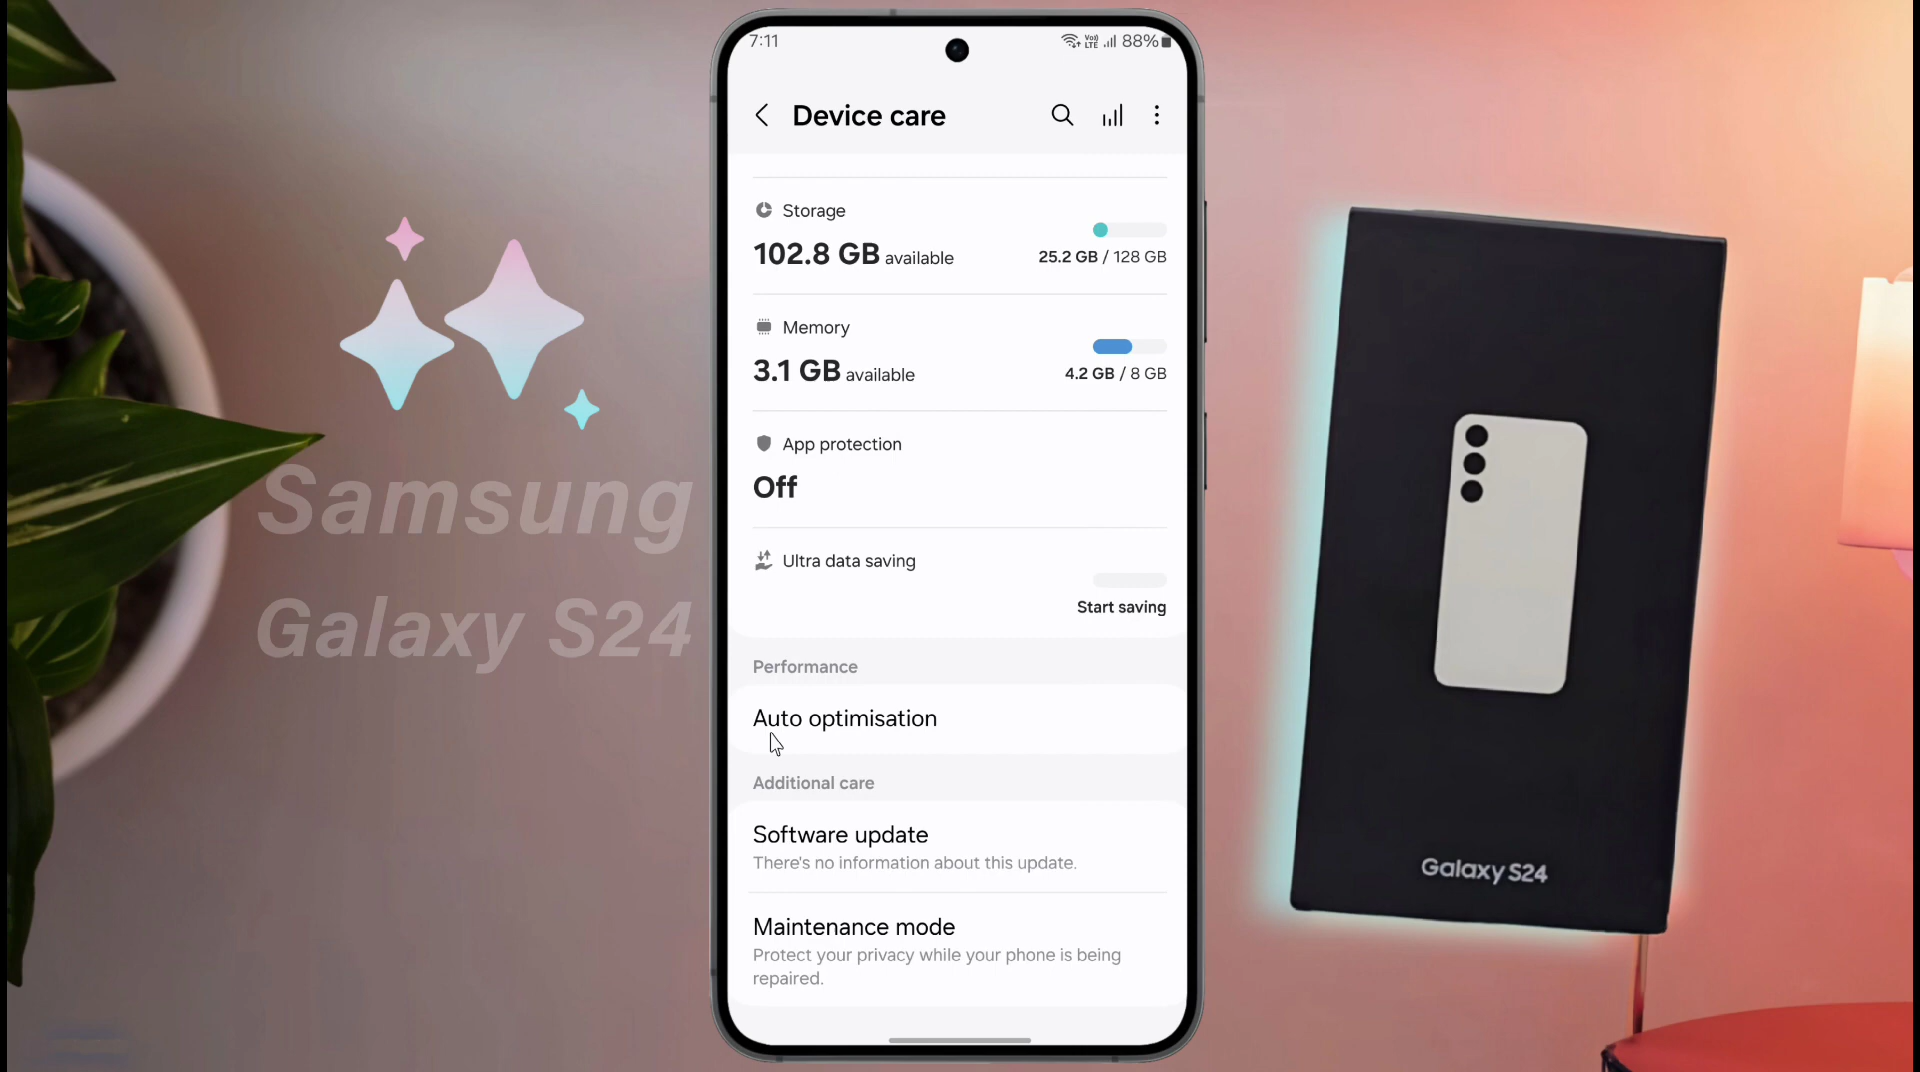 7:11
Vo)) LTE 88%
Device care
Storage
102.8 GB available
25.2 GB / 128 GB
Memory
3.1 GB available
4.2 GB / 8 GB
App protection
Off
Ultra data saving
Start saving
Performance
Auto optimisation
Additional care
Software update
There's no information about this update.
Maintenance mode
Protect your privacy while your phone is being
repaired.
Samsung
Galaxy S24
Galaxy S24